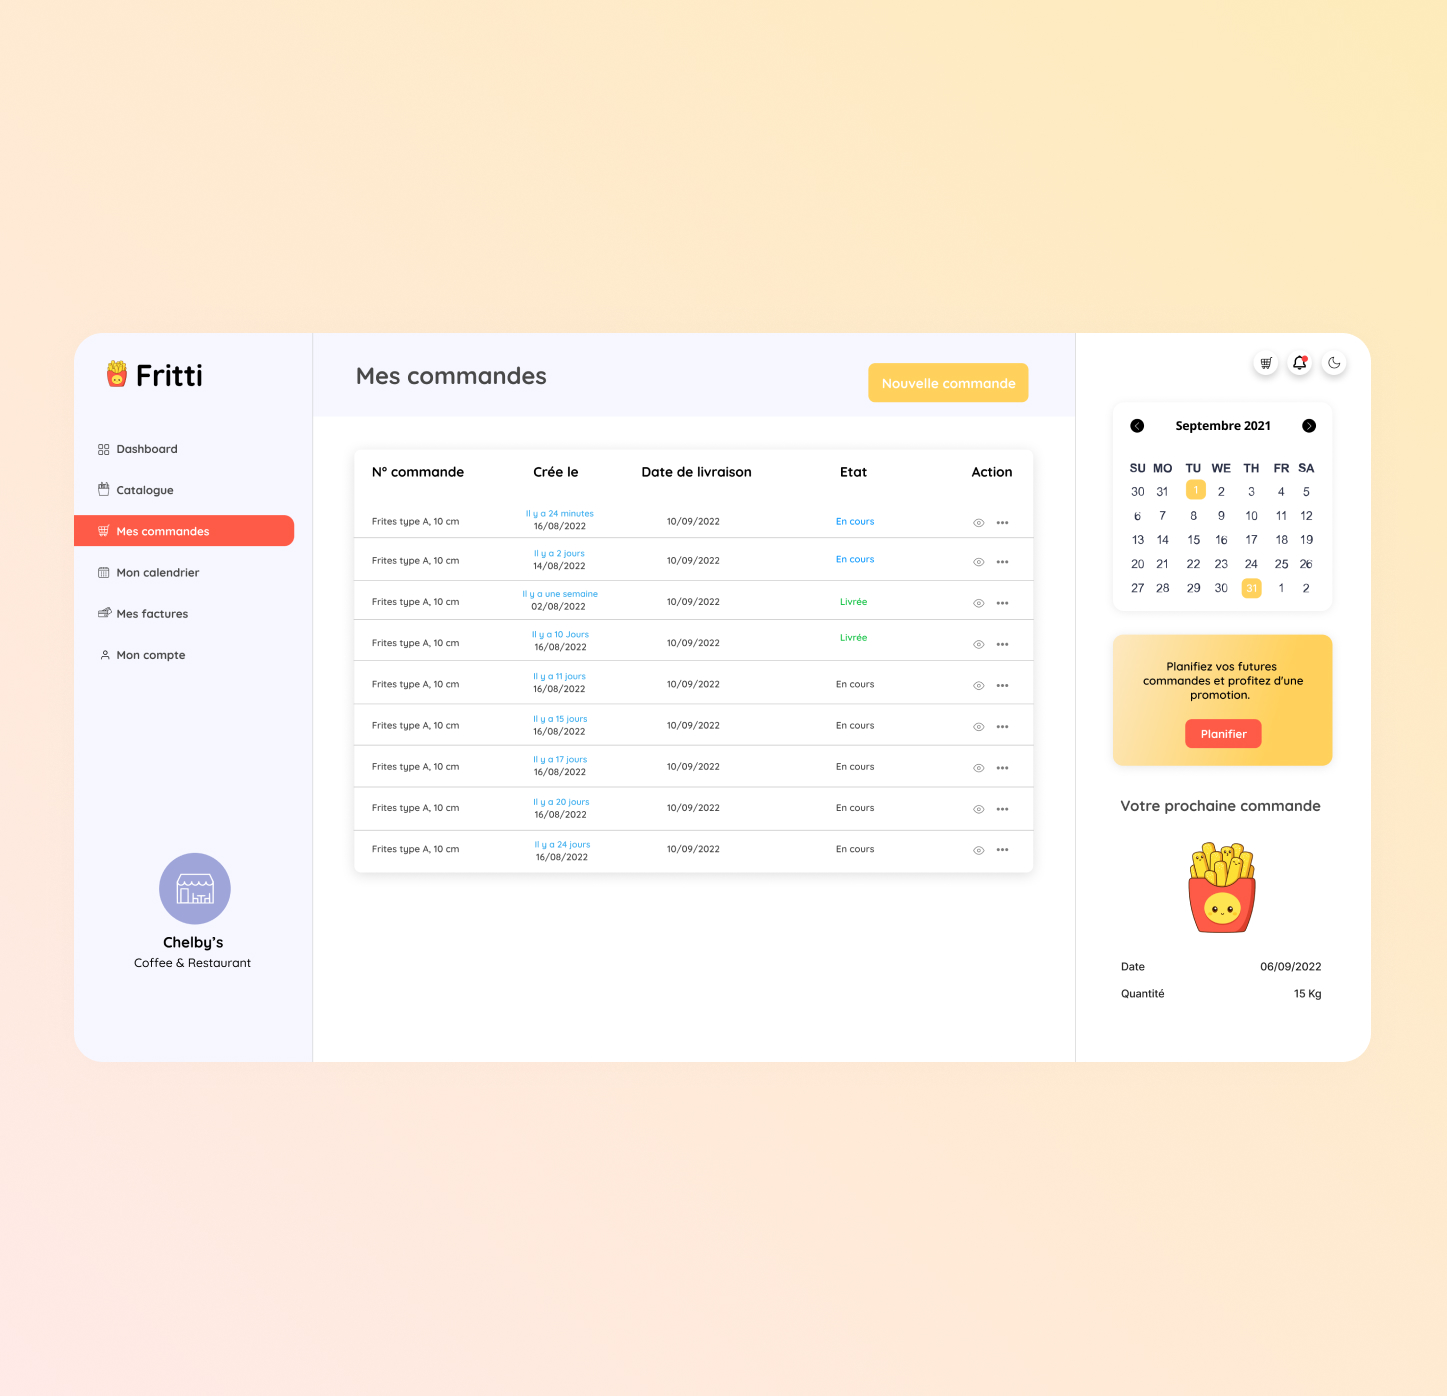 Fritti
Dashboard
Catalogue
Mes commandes
Mon calendrier
Mes factures
Mon compte
Chelby's
Coffee & Restaurant
Mes commandes
Nouvelle commande
N° commande Crée le Date de livraison Etat Action
Il y a 24 minutes
Frites type A, 10 cm 16/08/2022 10/09/2022 En cours
Il y a 2 jours
Frites type A, 10 cm 14/08/2022 10/09/2022 En cours
Il y a une semaine
Frites type A, 10 cm 02/08/2022 10/09/2022 Livrée
Il y a 10 Jours
Frites type A, 10 cm 16/08/2022 10/09/2022 Livrée
Il y a 11 jours
Frites type A, 10 cm 16/08/2022 10/09/2022 En cours
Il y a 15 jours
Frites type A, 10 cm 16/08/2022 10/09/2022 En cours
Il y a 17 jours
Frites type A, 10 cm 16/08/2022 10/09/2022 En cours
Il y a 20 jours
Frites type A, 10 cm 16/08/2022 10/09/2022 En cours
Il y a 24 jours
Frites type A, 10 cm 16/08/2022 10/09/2022 En cours
Septembre 2021
SU MO TU WE TH FR SA
30 31 1 2 3 4 5
6 7 8 9 10 11 12
13 14 15 16 17 18 19
20 21 22 23 24 25 26
27 28 29 30 31 1 2
Planifiez vos futures
commandes et profitez d'une
promotion.
Planifier
Votre prochaine commande
Date 06/09/2022
Quantité 15 Kg